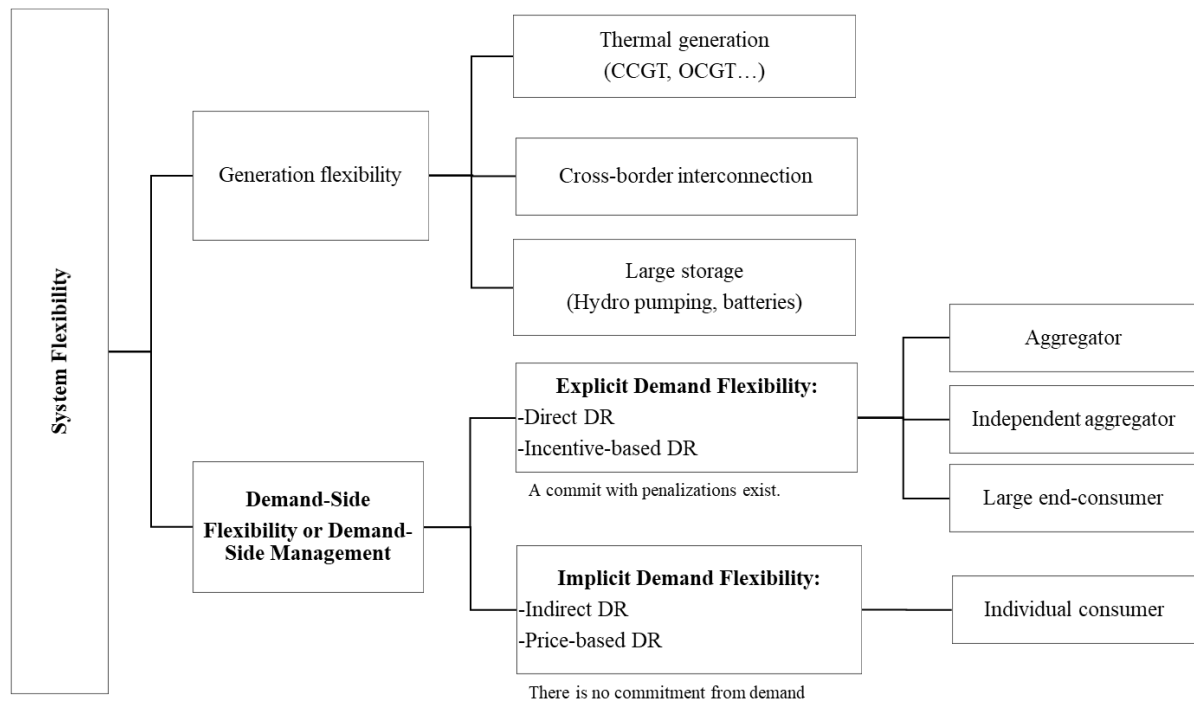 System Flexibility
Generation flexibility
Thermal generation
(CCGT, OCGT…)
Cross-border interconnection
Large storage
(Hydro pumping, batteries)
Demand-Side
Flexibility or Demand-
Side Management
Explicit Demand Flexibility:
-Direct DR
-Incentive-based DR
A commit with penalizations exist.
Aggregator
Independent aggregator
Large end-consumer
Implicit Demand Flexibility:
-Indirect DR
-Price-based DR
There is no commitment from demand
Individual consumer